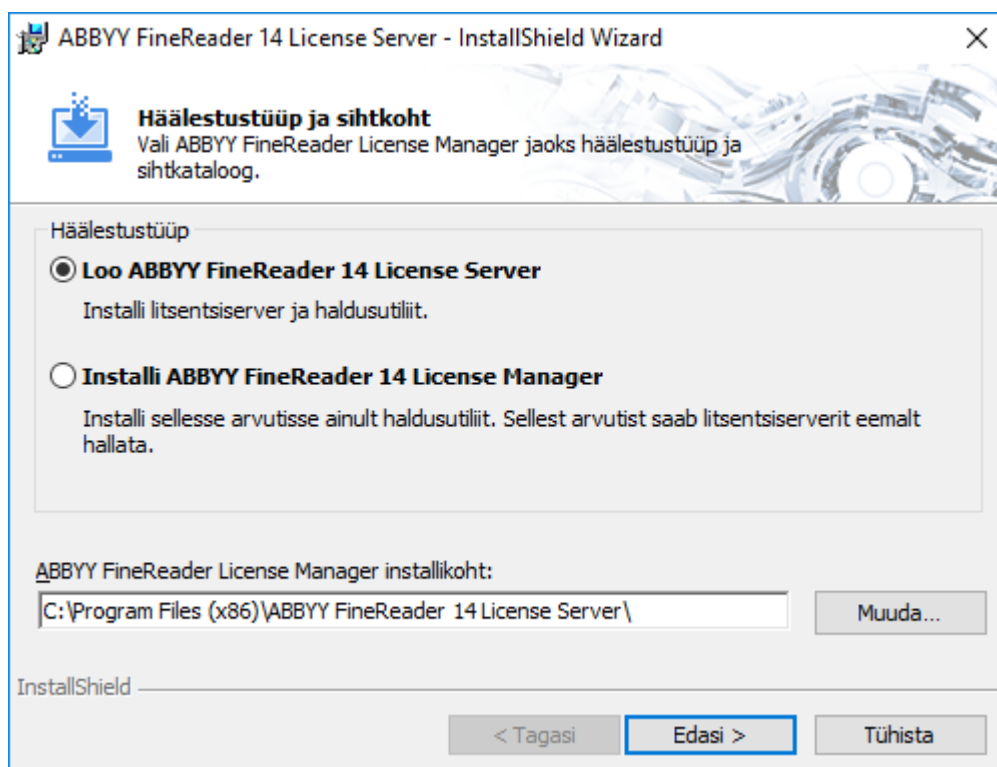 ABBYY FineReader 14 License Server - InstallShield Wizard
Häälestustüüp ja sihtkoht
Vali ABBYY FineReader License Manager jaoks häälestustüüp ja
sihtkataloog.
Häälestustüüp
Loo ABBYY FineReader 14 License Server
Installi litsentsiserver ja haldusutiliit.
Installi ABBYY FineReader 14 License Manager
Installi sellesse arvutisse ainult haldusutiliit. Sellest arvutist saab litsentsiserverit eemalt
hallata.
ABBYY FineReader License Manager installikoht:
C:\Program Files (x86)\ABBYY FineReader 14 License Server\
Muuda...
InstallShield
< Tagasi
Edasi >
Tühista